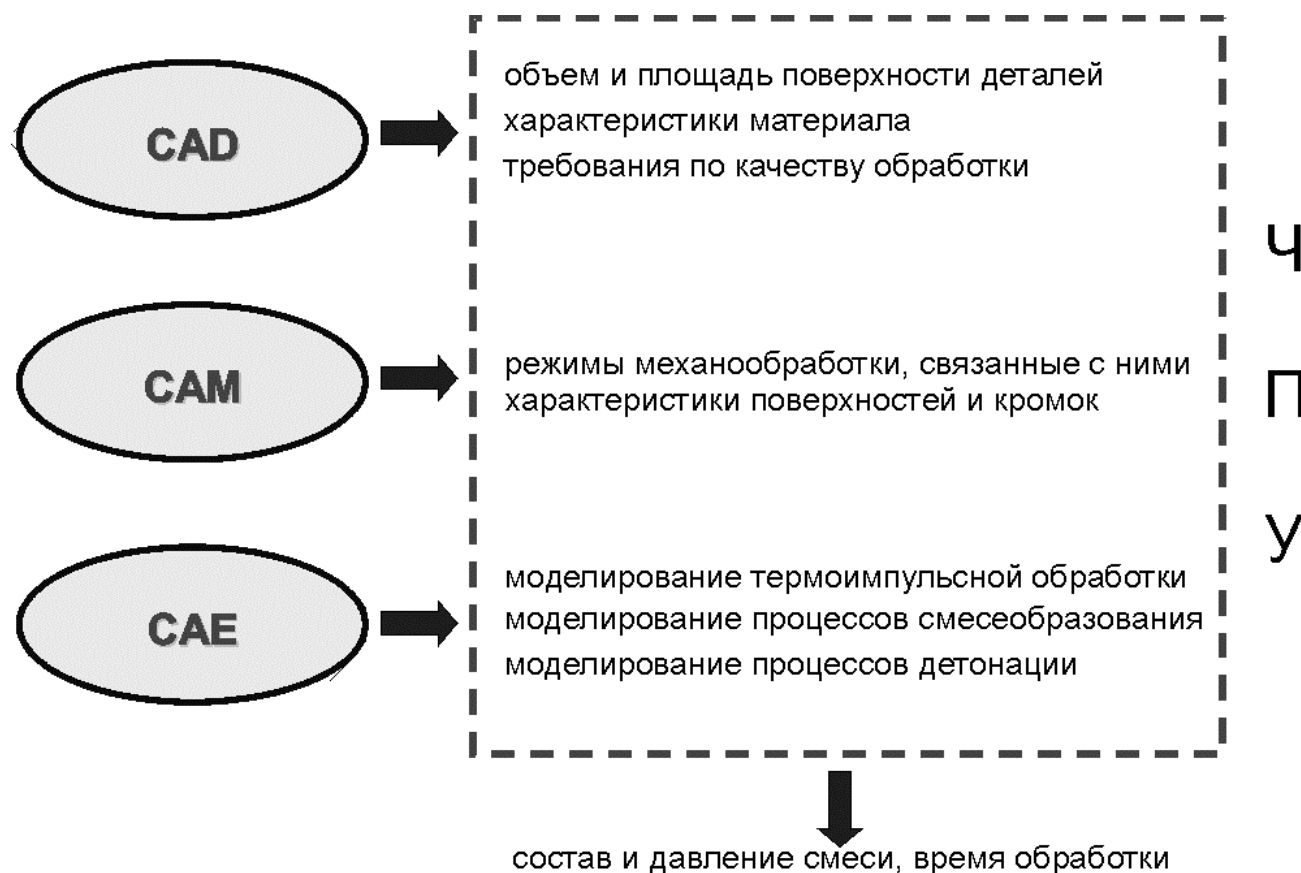 CAD
объем и площадь поверхности деталей
характеристики материала
требования по качеству обработки
CAM
режимы механообработки, связанные с ними
характеристики поверхностей и кромок
CAE
моделирование термоимпульсной обработки
моделирование процессов смесеобразования
моделирование процессов детонации
Ч
П
У
состав и давление смеси, время обработки